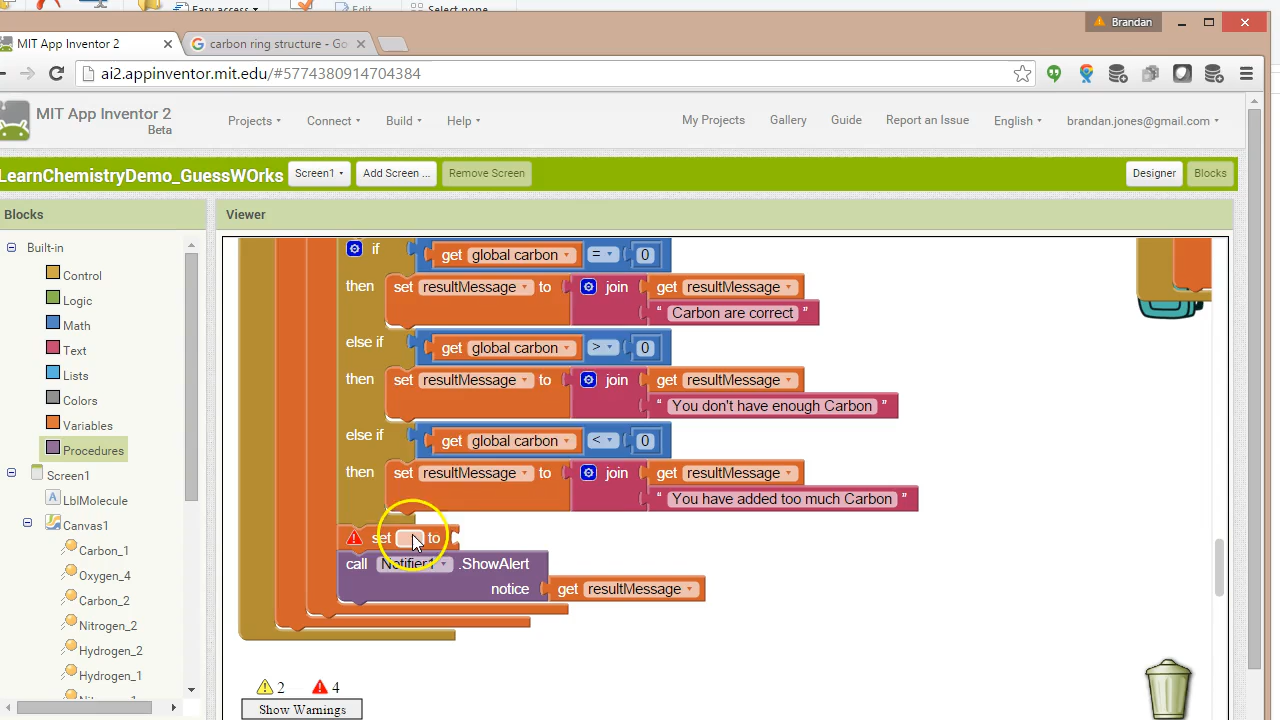 Easy access Edit Select none
Brandan
MIT App Inventor 2 carbon ring structure - Go
ai2.appinventor.mit.edu/#5774380914704384
MIT App Inventor 2
Beta
Projects Connect Build Help My Projects Gallery Guide Report an Issue English brandan.jones@gmail.com
LearnChemistryDemo_GuessWOrks Screen1 Add Screen ... Remove Screen Designer Blocks
Blocks Viewer
Built-in
Control
Logic
Math
Text
Lists
Colors
Variables
Procedures
Screen1
LblMolecule
Canvas1
Carbon_1
Oxygen_4
Carbon_2
Nitrogen_2
Hydrogen_2
Hydrogen_1
if get global carbon = 0
then set resultMessage to join get resultMessage
" Carbon are correct "
else if get global carbon > 0
then set resultMessage to join get resultMessage
" You don't have enough Carbon "
else if get global carbon < 0
then set resultMessage to join get resultMessage
" You have added too much Carbon "
set to
call Notifier1 .ShowAlert
notice get resultMessage
2 4
Show Warnings